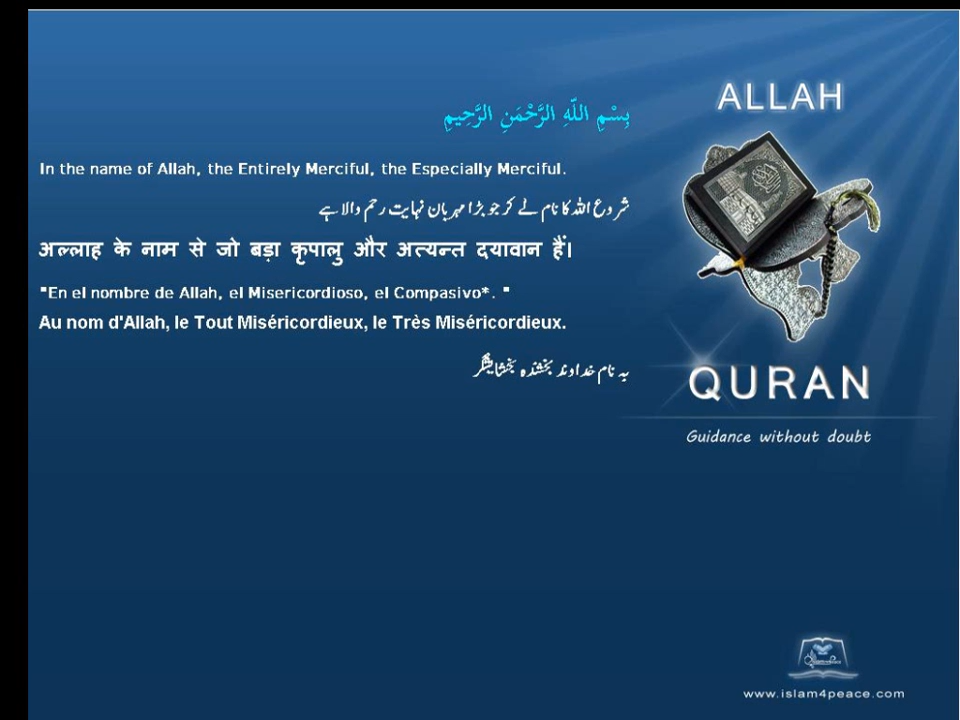 بِسْمِ اللَّهِ الرَّحْمَنِ الرَّحِيمِ
In the name of Allah, the Entirely Merciful, the Especially Merciful.
شروع اللہ کا نام لے کر جو بڑا مہربان نہایت رحم والا ہے
अल्लाह के नाम से जो बड़ा कृपालु और अत्यन्त दयावान हैं।
"En el nombre de Allah, el Misericordioso, el Compasivo*. "
Au nom d'Allah, le Tout Miséricordieux, le Très Miséricordieux.
به نام خداوند بخشنده بخشایشگر
ALLAH
QURAN
Guidance without doubt
www.islam4peace.com